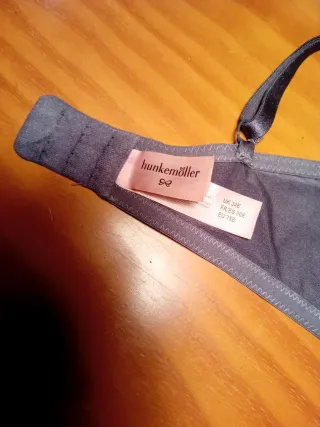 hunkemöller
UK 34E
FR/ES 90E
EU 75E